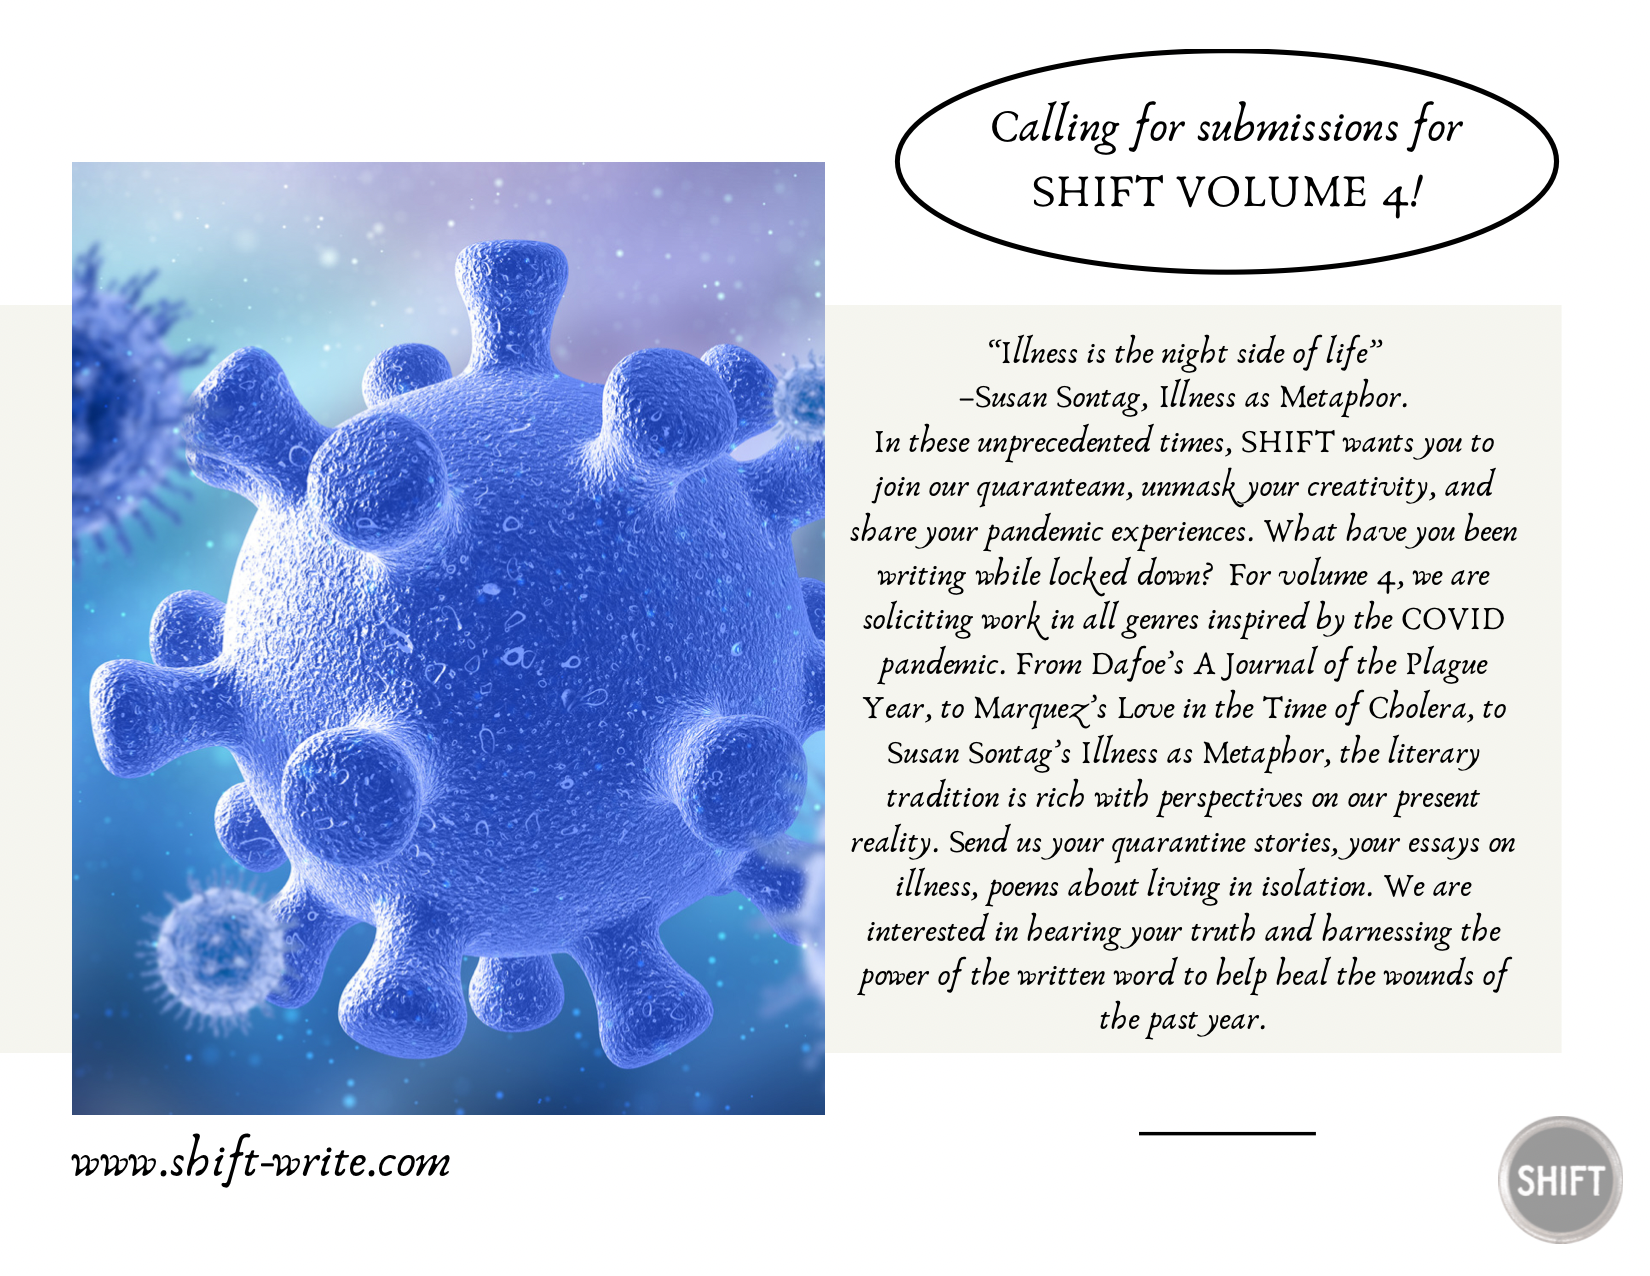 Calling for submissions for
SHIFT VOLUME 4!
“Illness is the night side of life”
–Susan Sontag, Illness as Metaphor.
In these unprecedented times, SHIFT wants you to
join our quaranteam, unmask your creativity, and
share your pandemic experiences. What have you been
writing while locked down?  For volume 4, we are
soliciting work in all genres inspired by the COVID
pandemic. From Dafoe’s A Journal of the Plague
Year, to Marquez’s Love in the Time of Cholera, to
Susan Sontag’s Illness as Metaphor, the literary
tradition is rich with perspectives on our present
reality. Send us your quarantine stories, your essays on
illness, poems about living in isolation. We are
interested in hearing your truth and harnessing the
power of the written word to help heal the wounds of
the past year.
www.shift-write.com
SHIFT